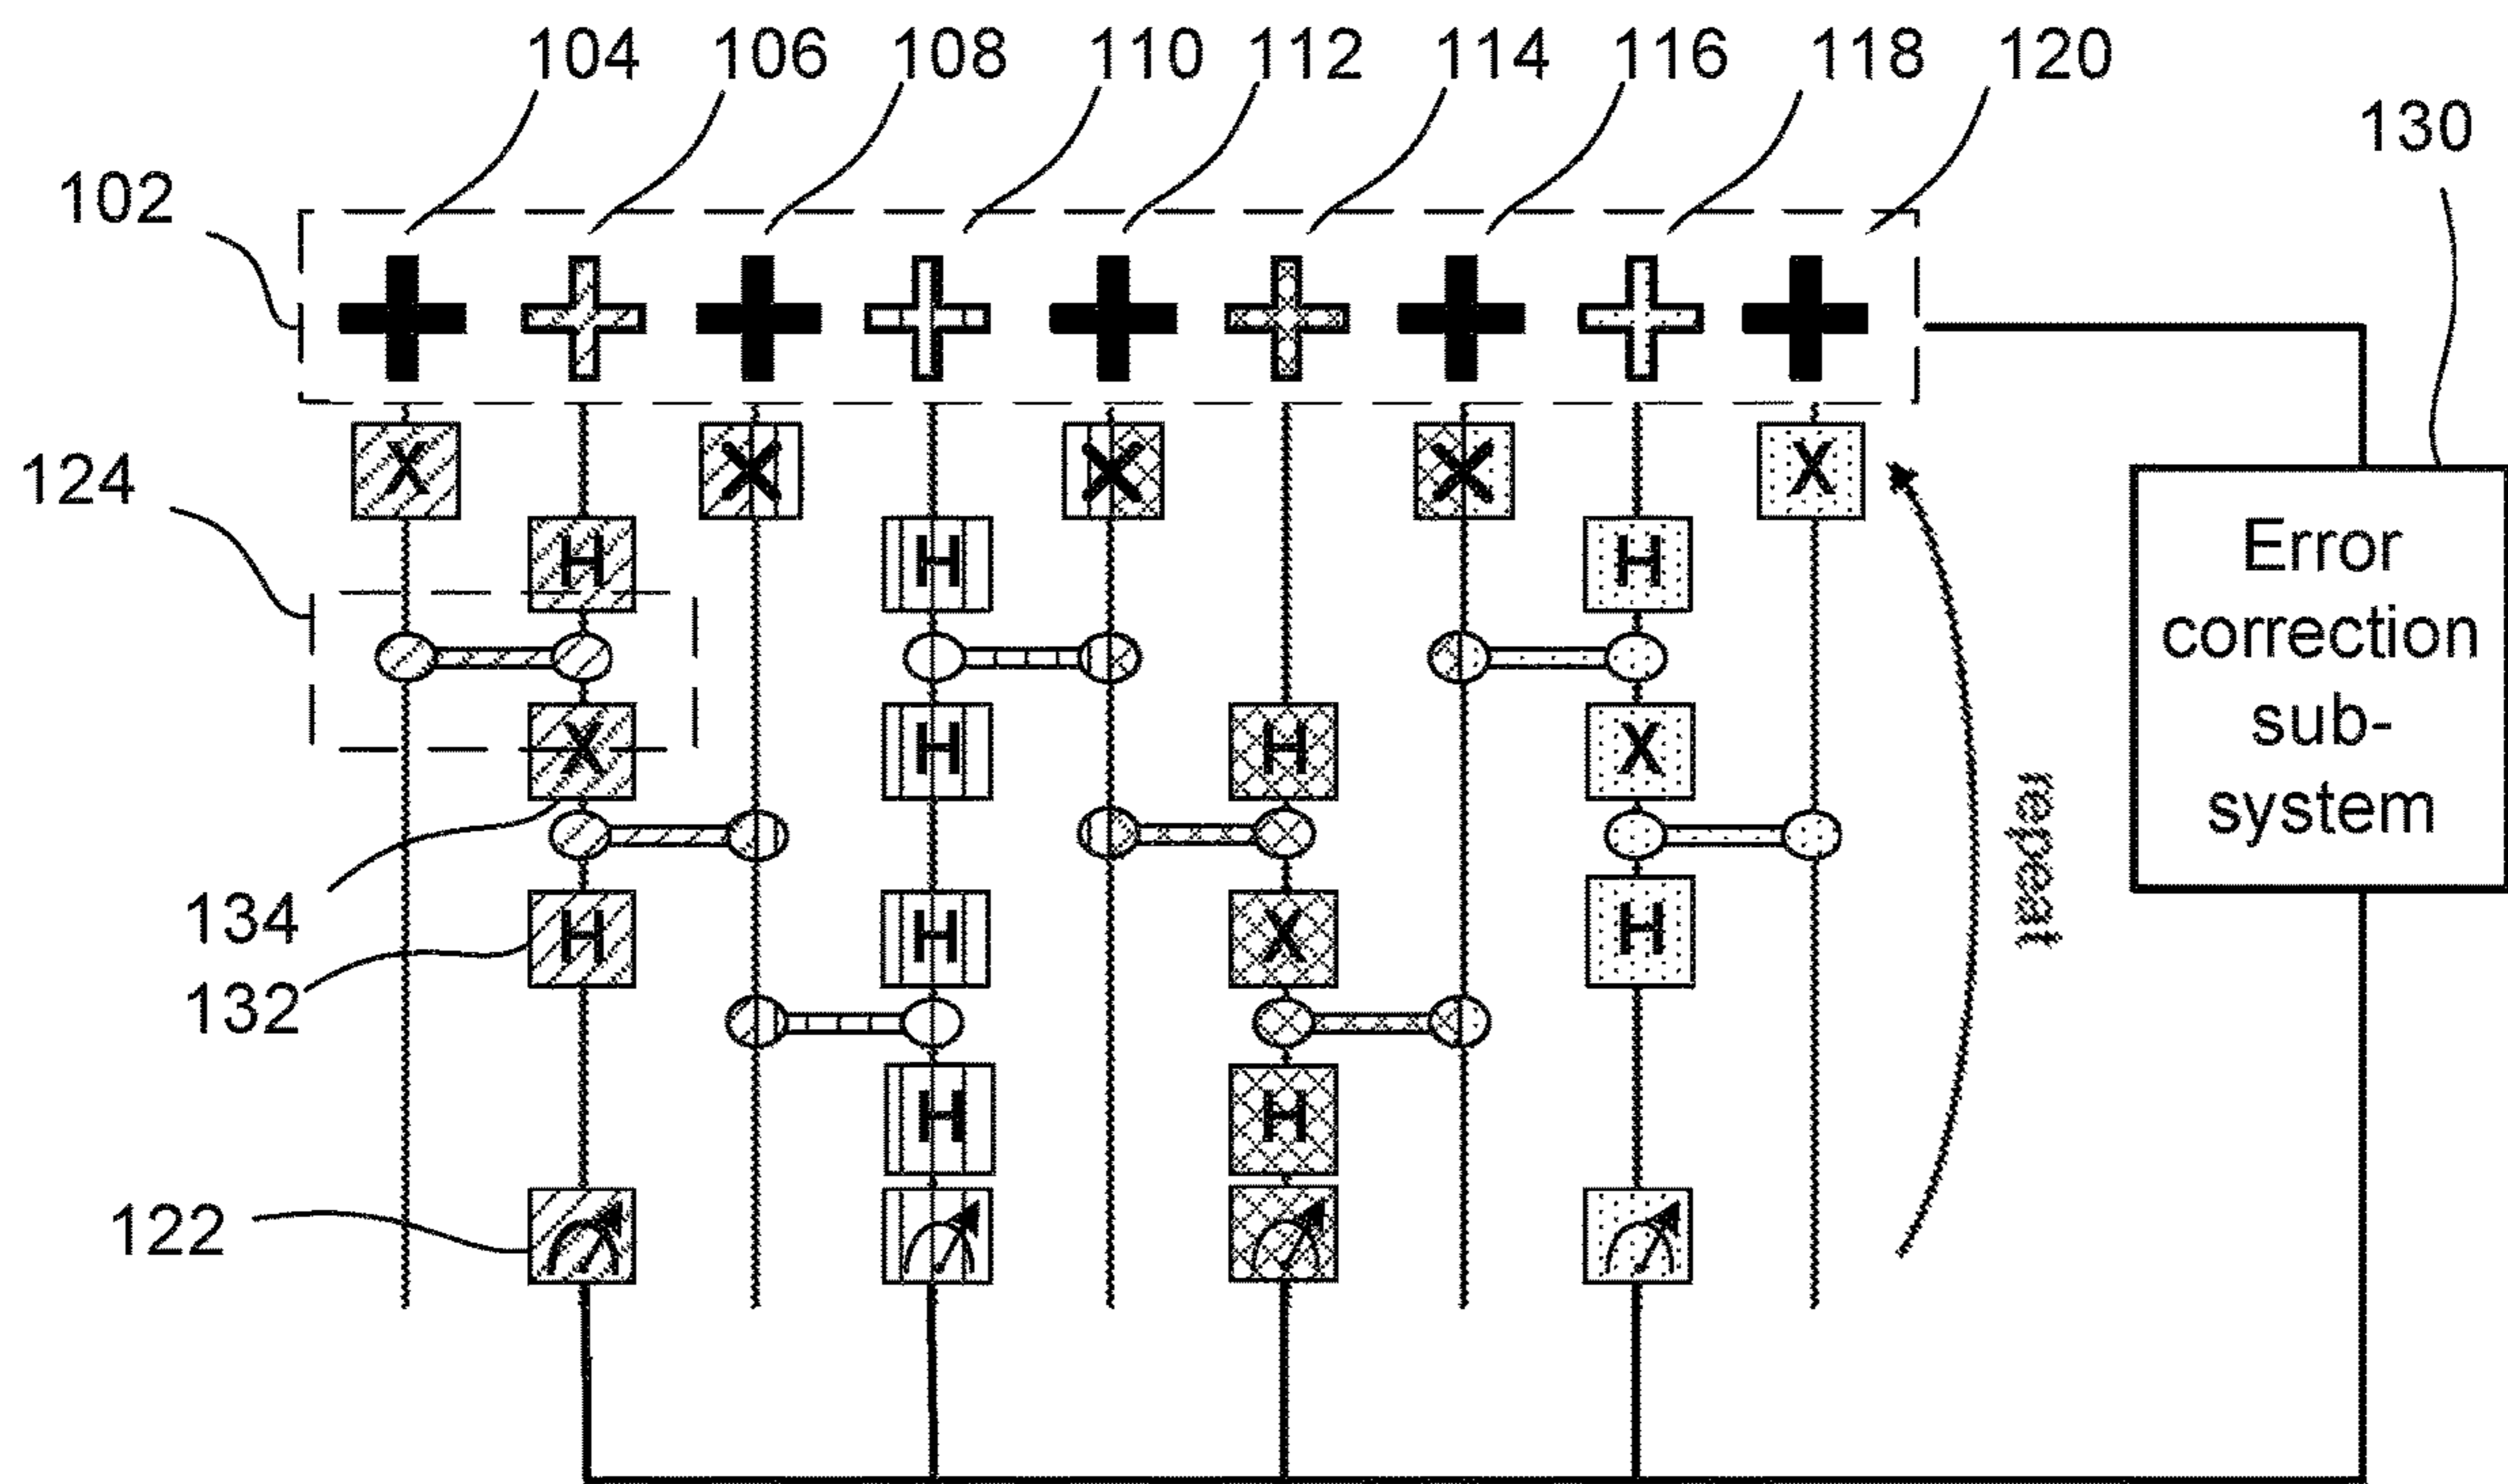 104 106 108 110 112 114 116 118 120
130
102
X X X X X
124
H H H
Error
correction
sub-
system
X H H X
repeat
134
H H X H
132
H H
122